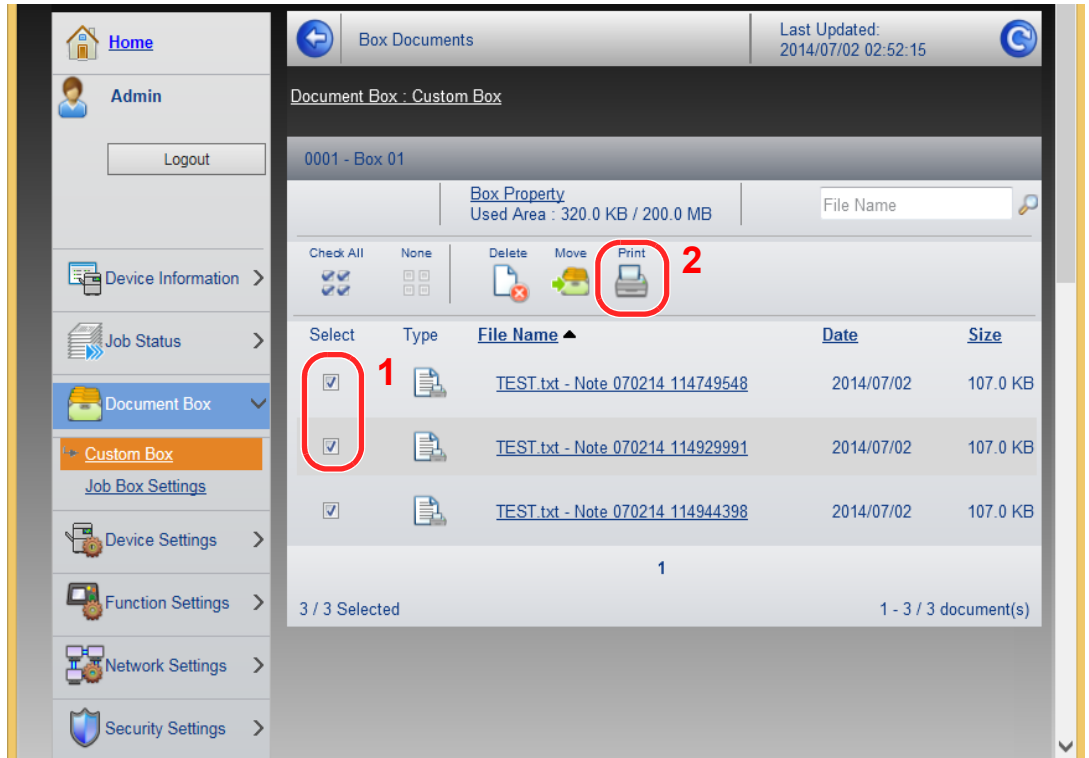 Home
Admin
Logout
Device Information
Job Status
Document Box
Custom Box
Job Box Settings
Device Settings
Function Settings
Network Settings
Security Settings
Box Documents
Last Updated:
2014/07/02 02:52:15
Document Box : Custom Box
0001 - Box 01
Box Property
Used Area : 320.0 KB / 200.0 MB
File Name
Check All None Delete Move Print 2
Select Type File Name Date Size
1
TEST.txt - Note 070214 114749548 2014/07/02 107.0 KB
TEST.txt - Note 070214 114929991 2014/07/02 107.0 KB
TEST.txt - Note 070214 114944398 2014/07/02 107.0 KB
1
3 / 3 Selected 1 - 3 / 3 document(s)